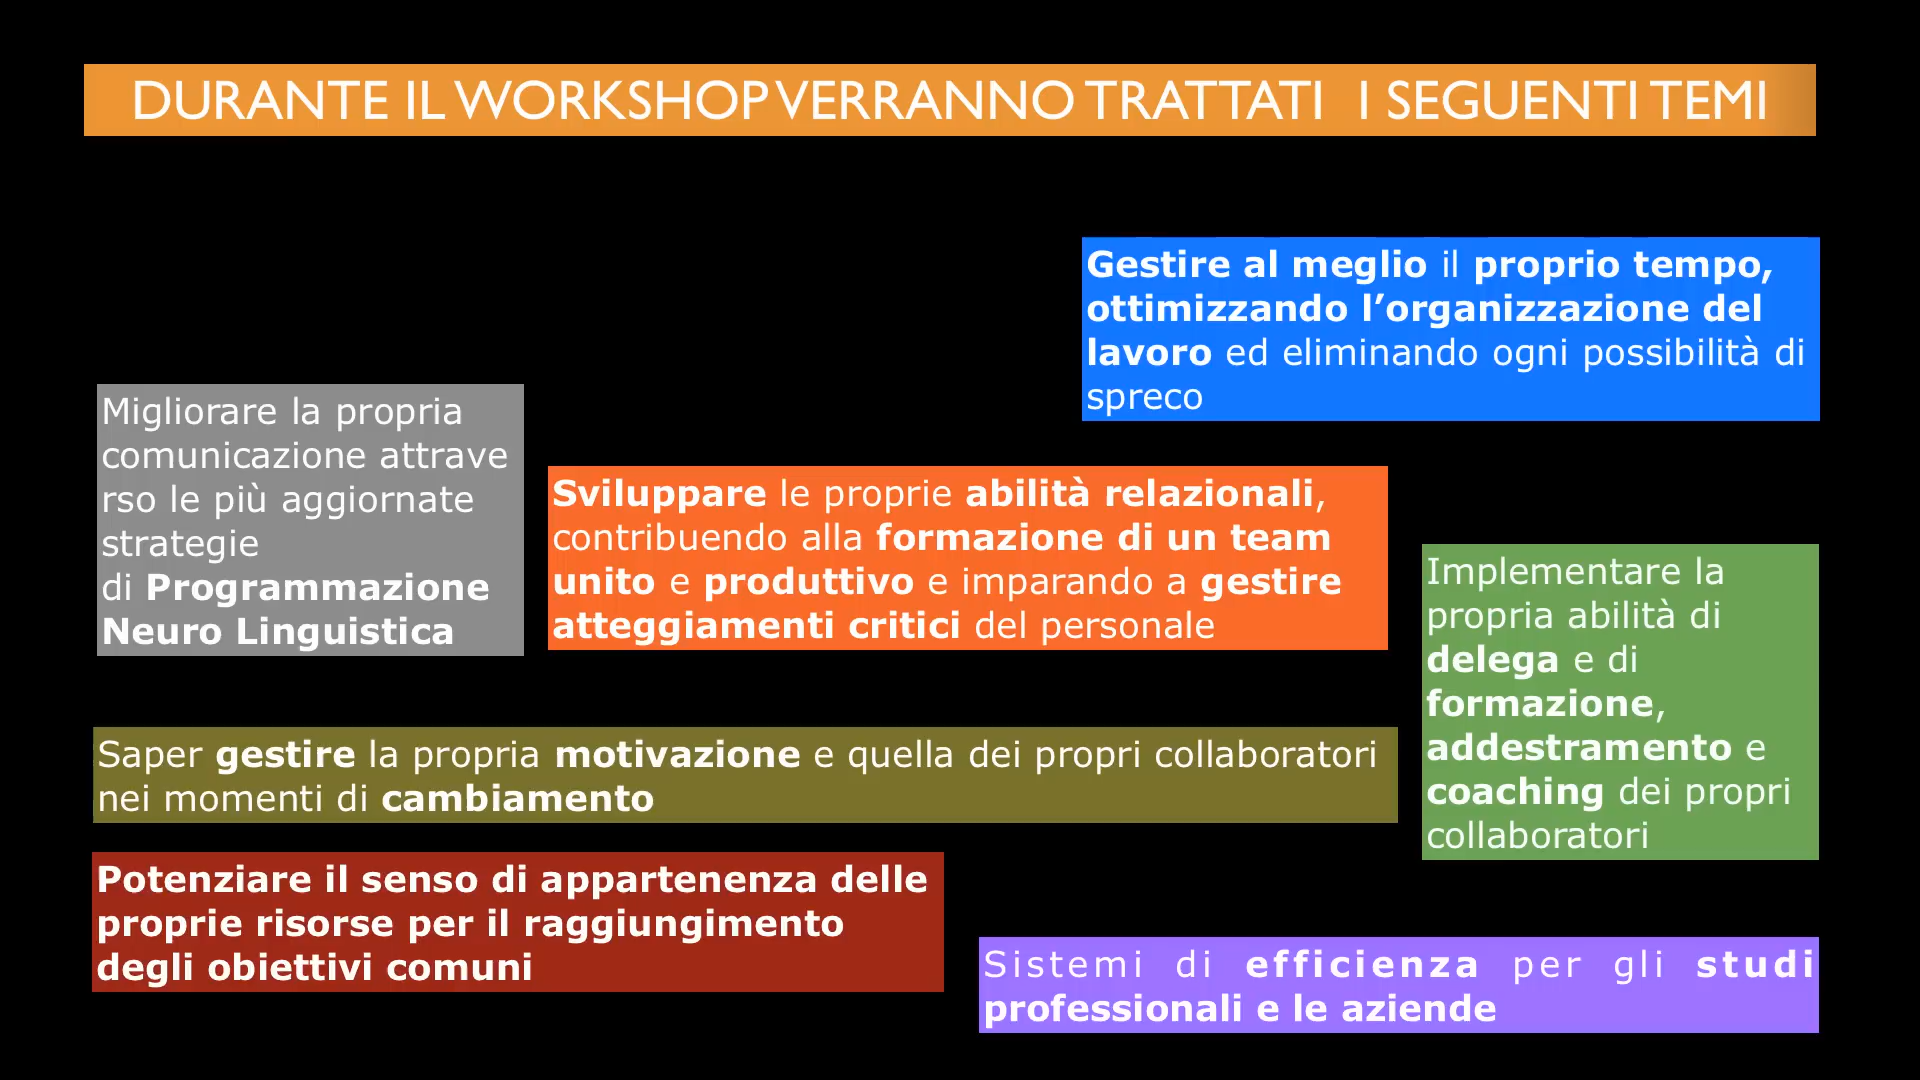 DURANTE IL WORKSHOP VERRANNO TRATTATI I SEGUENTI TEMI
Gestire al meglio il proprio tempo,
ottimizzando l’organizzazione del
lavoro ed eliminando ogni possibilità di
spreco
Migliorare la propria
comunicazione attrave
rso le più aggiornate
strategie
di Programmazione
Neuro Linguistica
Sviluppare le proprie abilità relazionali,
contribuendo alla formazione di un team
unito e produttivo e imparando a gestire
atteggiamenti critici del personale
Implementare la
propria abilità di
delega e di
formazione,
addestramento e
coaching dei propri
collaboratori
Saper gestire la propria motivazione e quella dei propri collaboratori
nei momenti di cambiamento
Potenziare il senso di appartenenza delle
proprie risorse per il raggiungimento
degli obiettivi comuni
Sistemi di efficienza per gli studi
professionali e le aziende